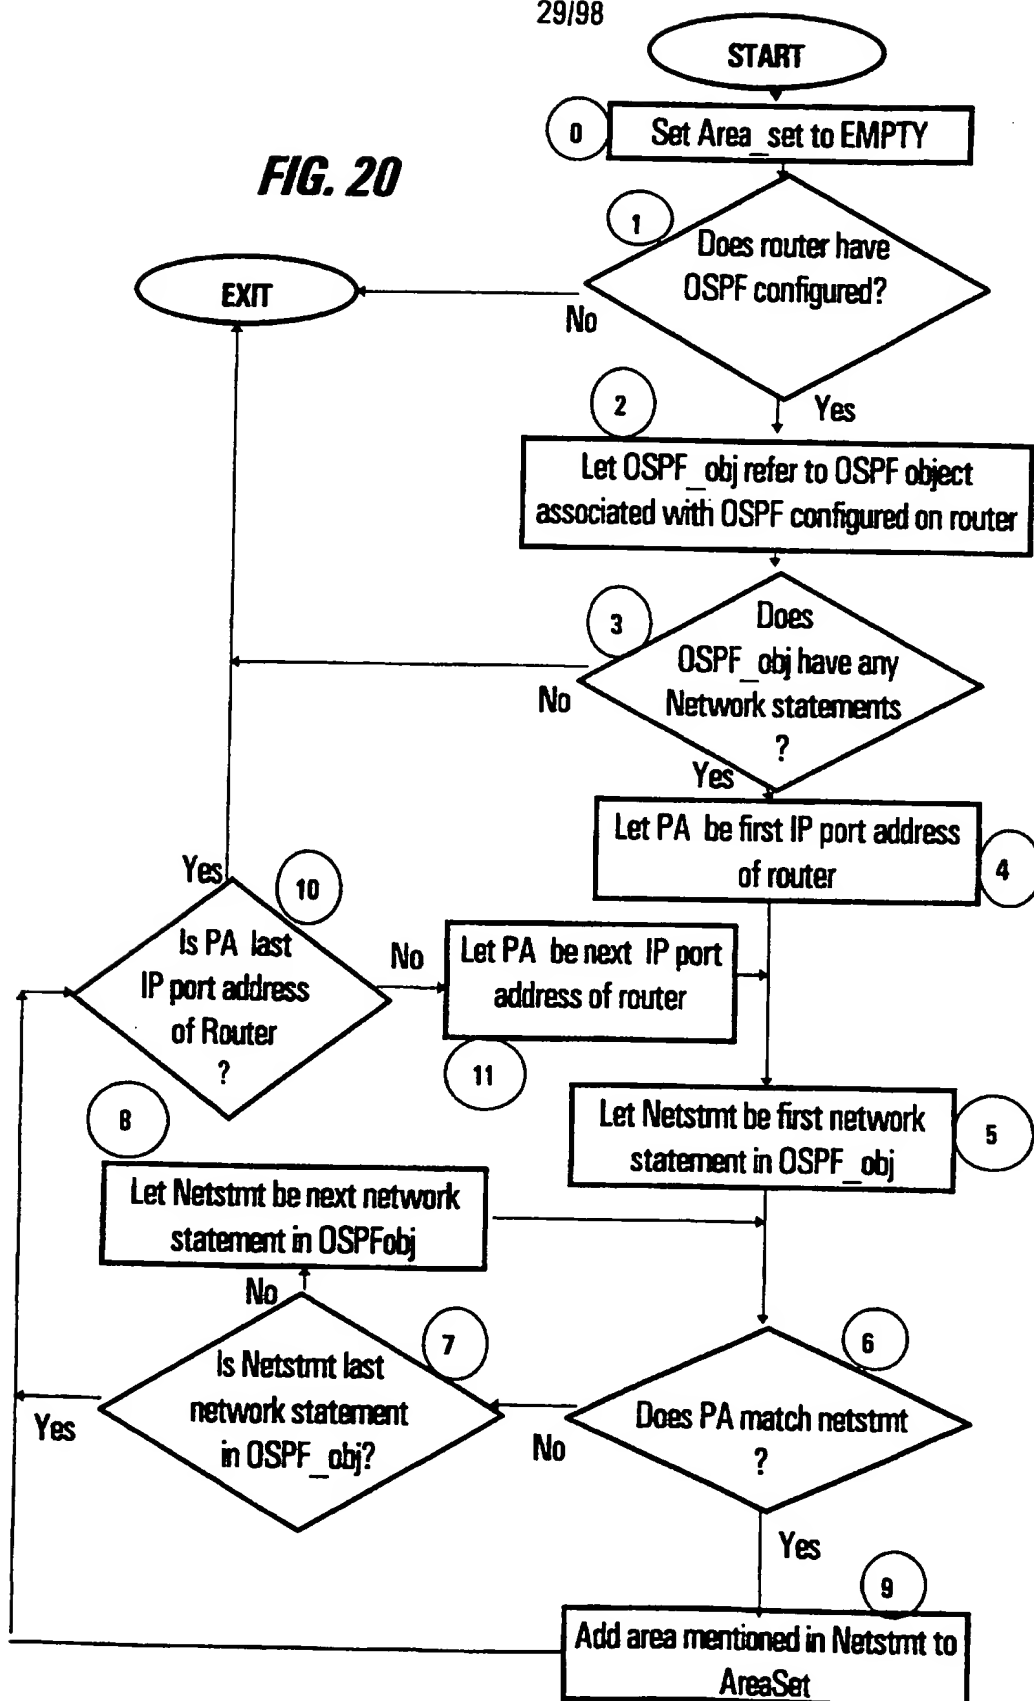 29/98
START
0
Set Area_set to EMPTY
FIG. 20
1
Does router have
OSPF configured?
EXIT
No
2
Yes
Let OSPF_obj refer to OSPF object
associated with OSPF configured on router
3
Does
OSPF_obj have any
Network statements
?
No
Yes
Let PA be first IP port address
of router
4
Yes
10
Is PA last
IP port address
of Router
?
No
Let PA be next IP port
address of router
11
8
Let Netstmt be first network
statement in OSPF_obj
5
Let Netstmt be next network
statement in OSPFobj
No
7
Is Netstmt last
network statement
in OSPF_obj?
Yes
6
Does PA match netstmt
?
No
Yes
9
Add area mentioned in Netstmt to
AreaSet